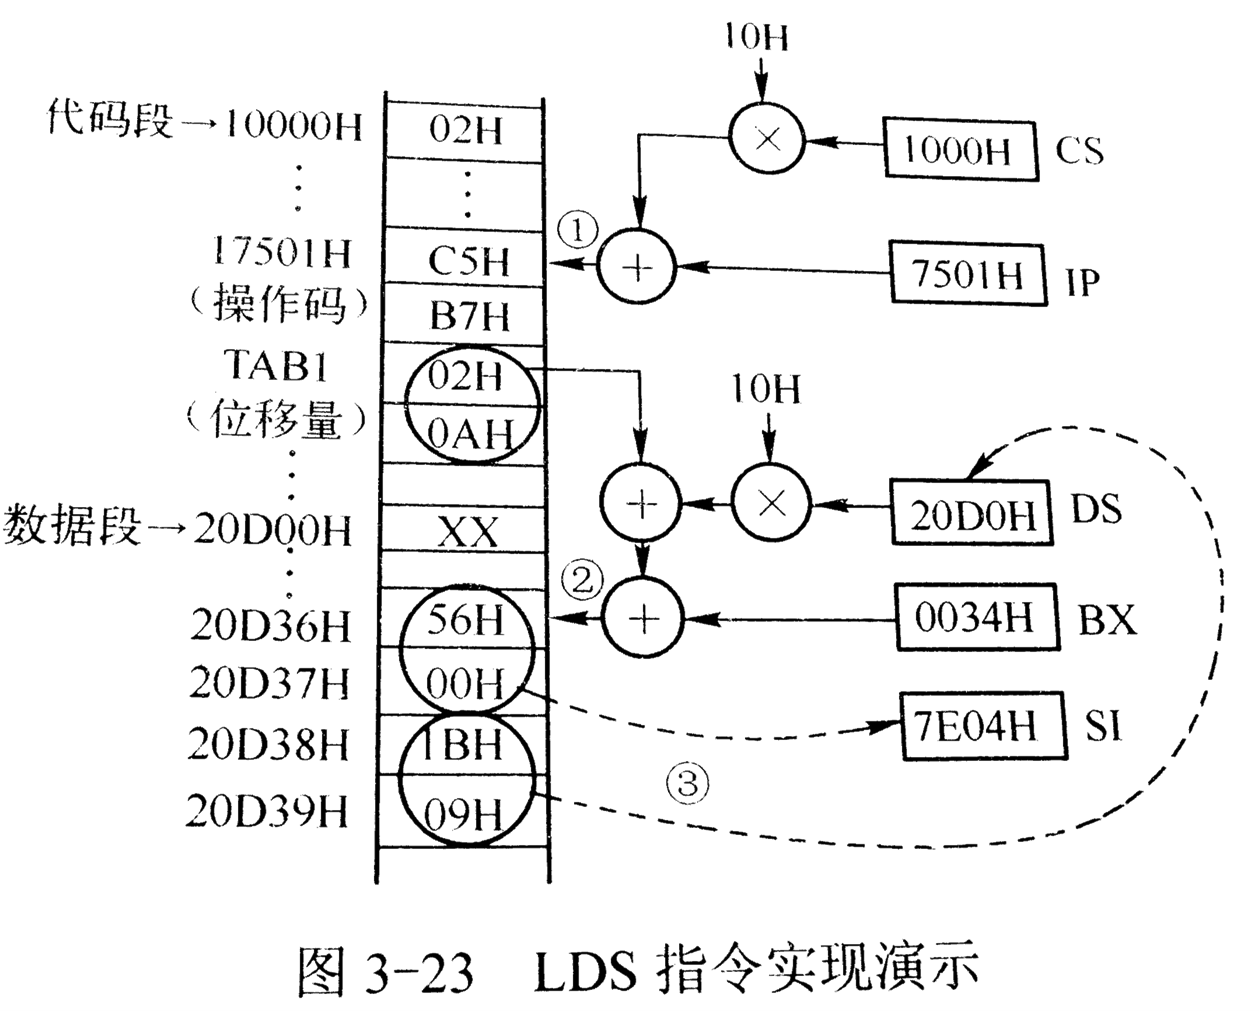 10H
代码段→10000H 02H × 1000H CS
17501H C5H ① + 7501H IP
(操作码) B7H
TAB1 02H 10H
(位移量) 0AH
+ × 20D0H DS
数据段→20D00H XX
20D36H 56H ② + 0034H BX
20D37H 00H 7E04H SI
20D38H 1BH ③
20D39H 09H
图 3-23 LDS 指令实现演示